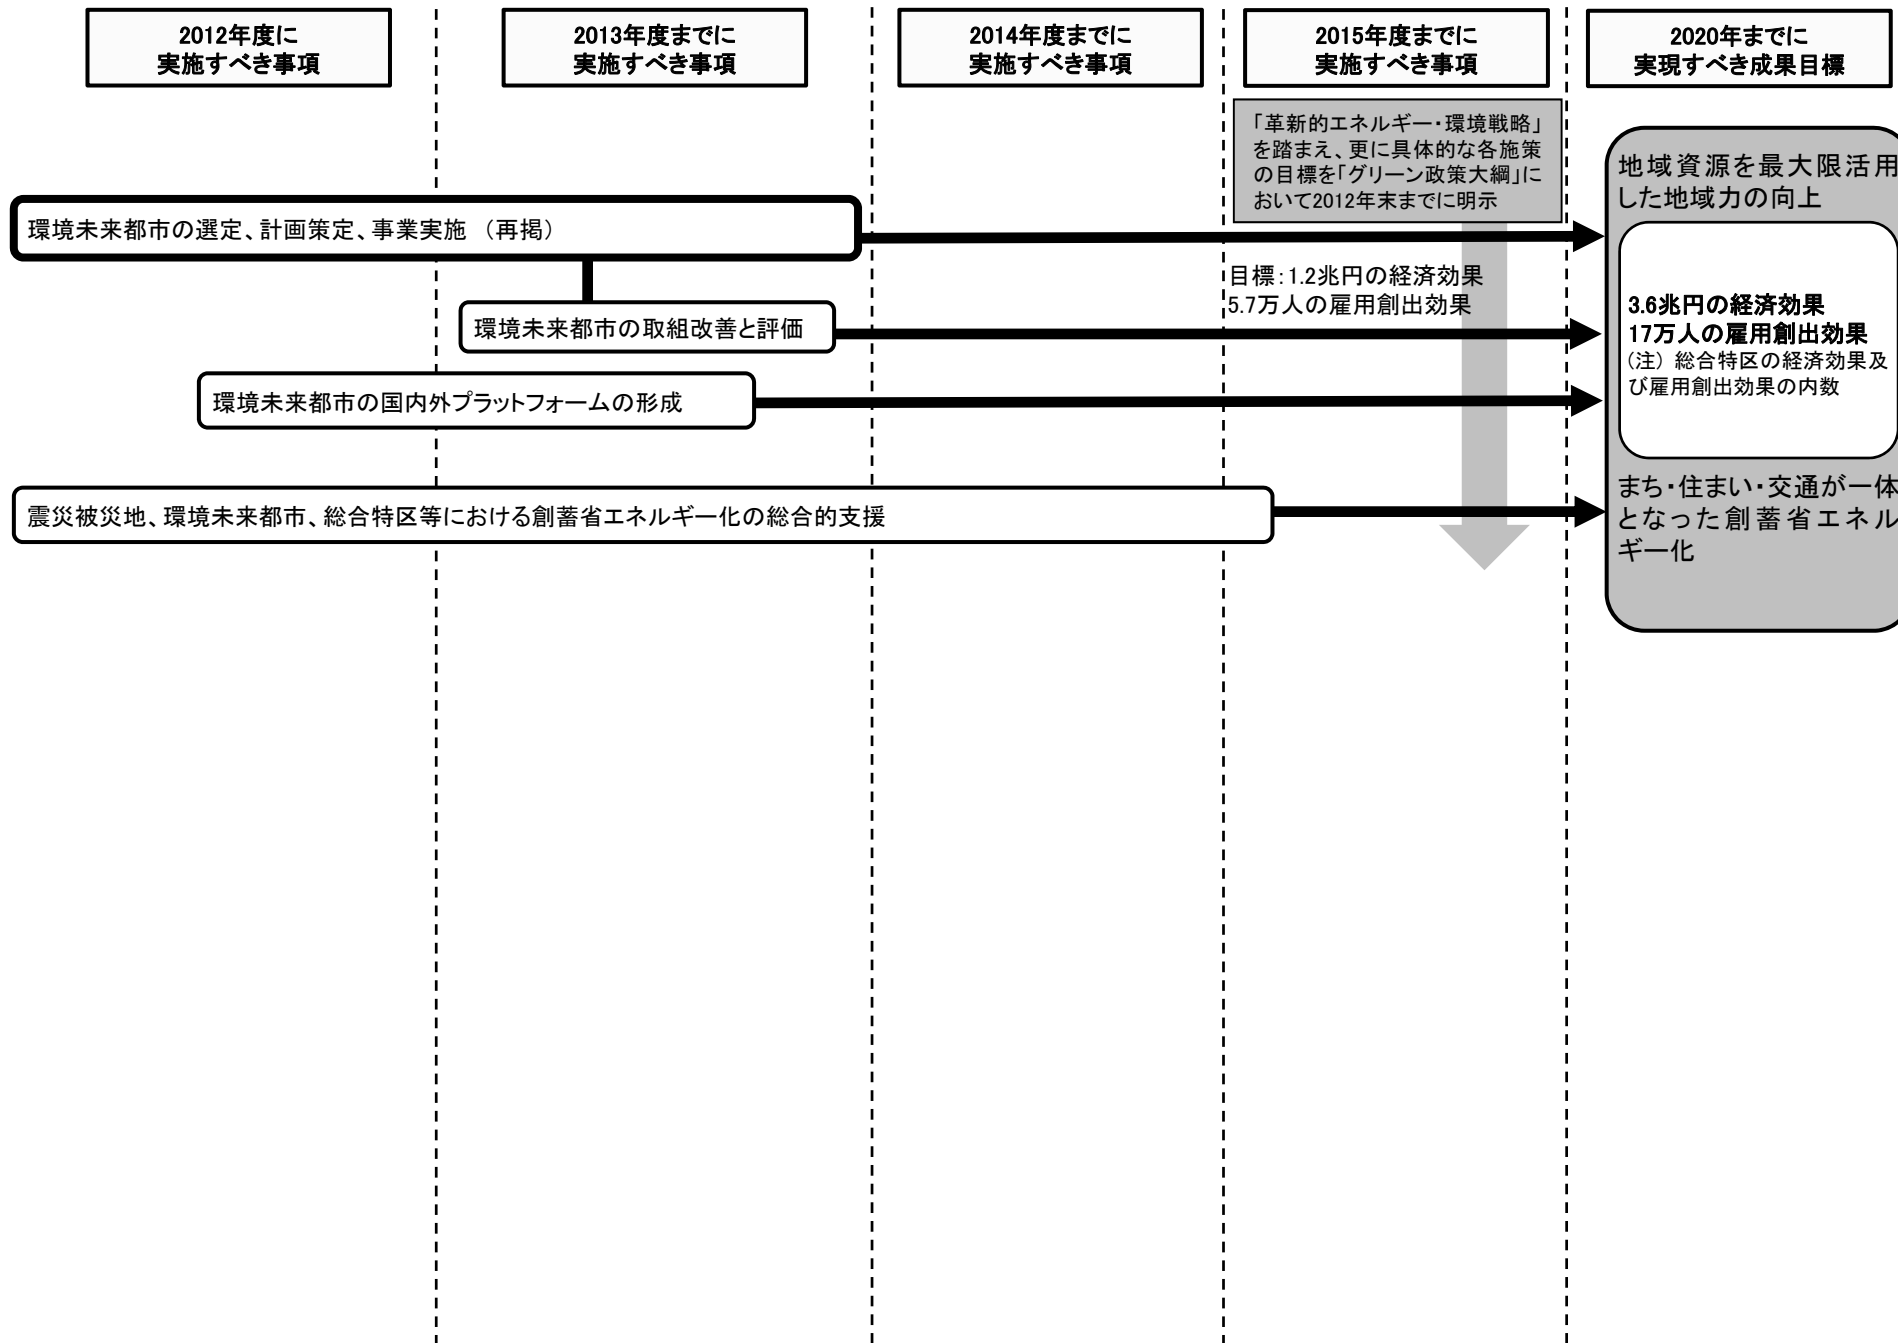 2012年度に
実施すべき事項
2013年度までに
実施すべき事項
2014年度までに
実施すべき事項
2015年度までに
実施すべき事項
2020年までに
実現すべき成果目標
「革新的エネルギー・環境戦略」
を踏まえ、更に具体的な各施策
の目標を「グリーン政策大綱」に
おいて2012年末までに明示
環境未来都市の選定、計画策定、事業実施 （再掲）
目標：1.2兆円の経済効果
5.7万人の雇用創出効果
環境未来都市の取組改善と評価
環境未来都市の国内外プラットフォームの形成
震災被災地、環境未来都市、総合特区等における創蓄省エネルギー化の総合的支援
地域資源を最大限活用
した地域力の向上
3.6兆円の経済効果
17万人の雇用創出効果
（注） 総合特区の経済効果及
び雇用創出効果の内数
まち・住まい・交通が一体
となった創蓄省エネル
ギー化